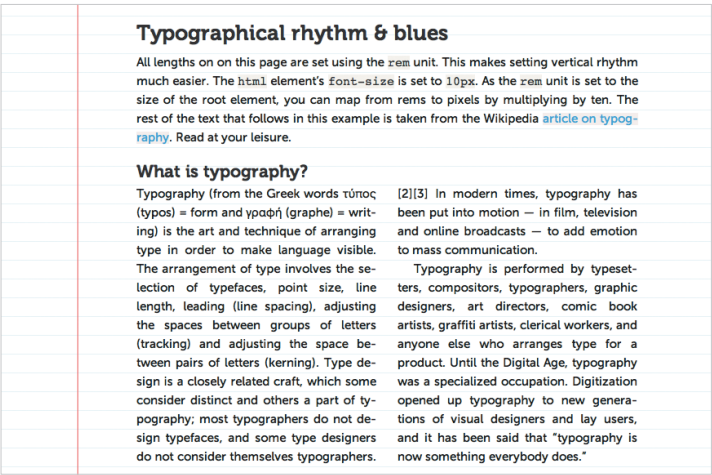 Typographical rhythm & blues
All lengths on on this page are set using the rem unit. This makes setting vertical rhythm
much easier. The html element's font-size is set to 10px. As the rem unit is set to the
size of the root element, you can map from rems to pixels by multiplying by ten. The
rest of the text that follows in this example is taken from the Wikipedia article on typog-
raphy. Read at your leisure.
What is typography?
Typography (from the Greek words τύπος
(typos) = form and γραφή (graphe) = writ-
ing) is the art and technique of arranging
type in order to make language visible.
The arrangement of type involves the se-
lection of typefaces, point size, line
length, leading (line spacing), adjusting
the spaces between groups of letters
(tracking) and adjusting the space be-
tween pairs of letters (kerning). Type de-
sign is a closely related craft, which some
consider distinct and others a part of ty-
pography; most typographers do not de-
sign typefaces, and some type designers
do not consider themselves typographers.
[2][3] In modern times, typography has
been put into motion — in film, television
and online broadcasts — to add emotion
to mass communication.
Typography is performed by typeset-
ters, compositors, typographers, graphic
designers, art directors, comic book
artists, graffiti artists, clerical workers, and
anyone else who arranges type for a
product. Until the Digital Age, typography
was a specialized occupation. Digitization
opened up typography to new genera-
tions of visual designers and lay users,
and it has been said that "typography is
now something everybody does."